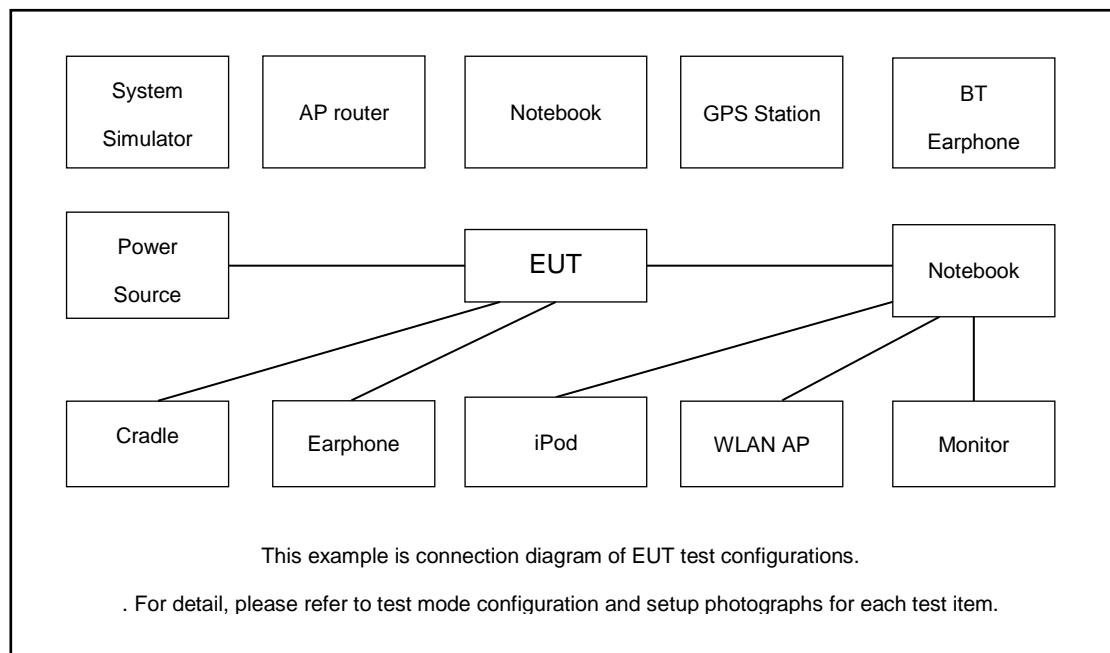 System
Simulator
AP router
Notebook
GPS Station
BT
Earphone
Power
Source
EUT
Notebook
Cradle
Earphone
iPod
WLAN AP
Monitor
This example is connection diagram of EUT test configurations.
. For detail, please refer to test mode configuration and setup photographs for each test item.